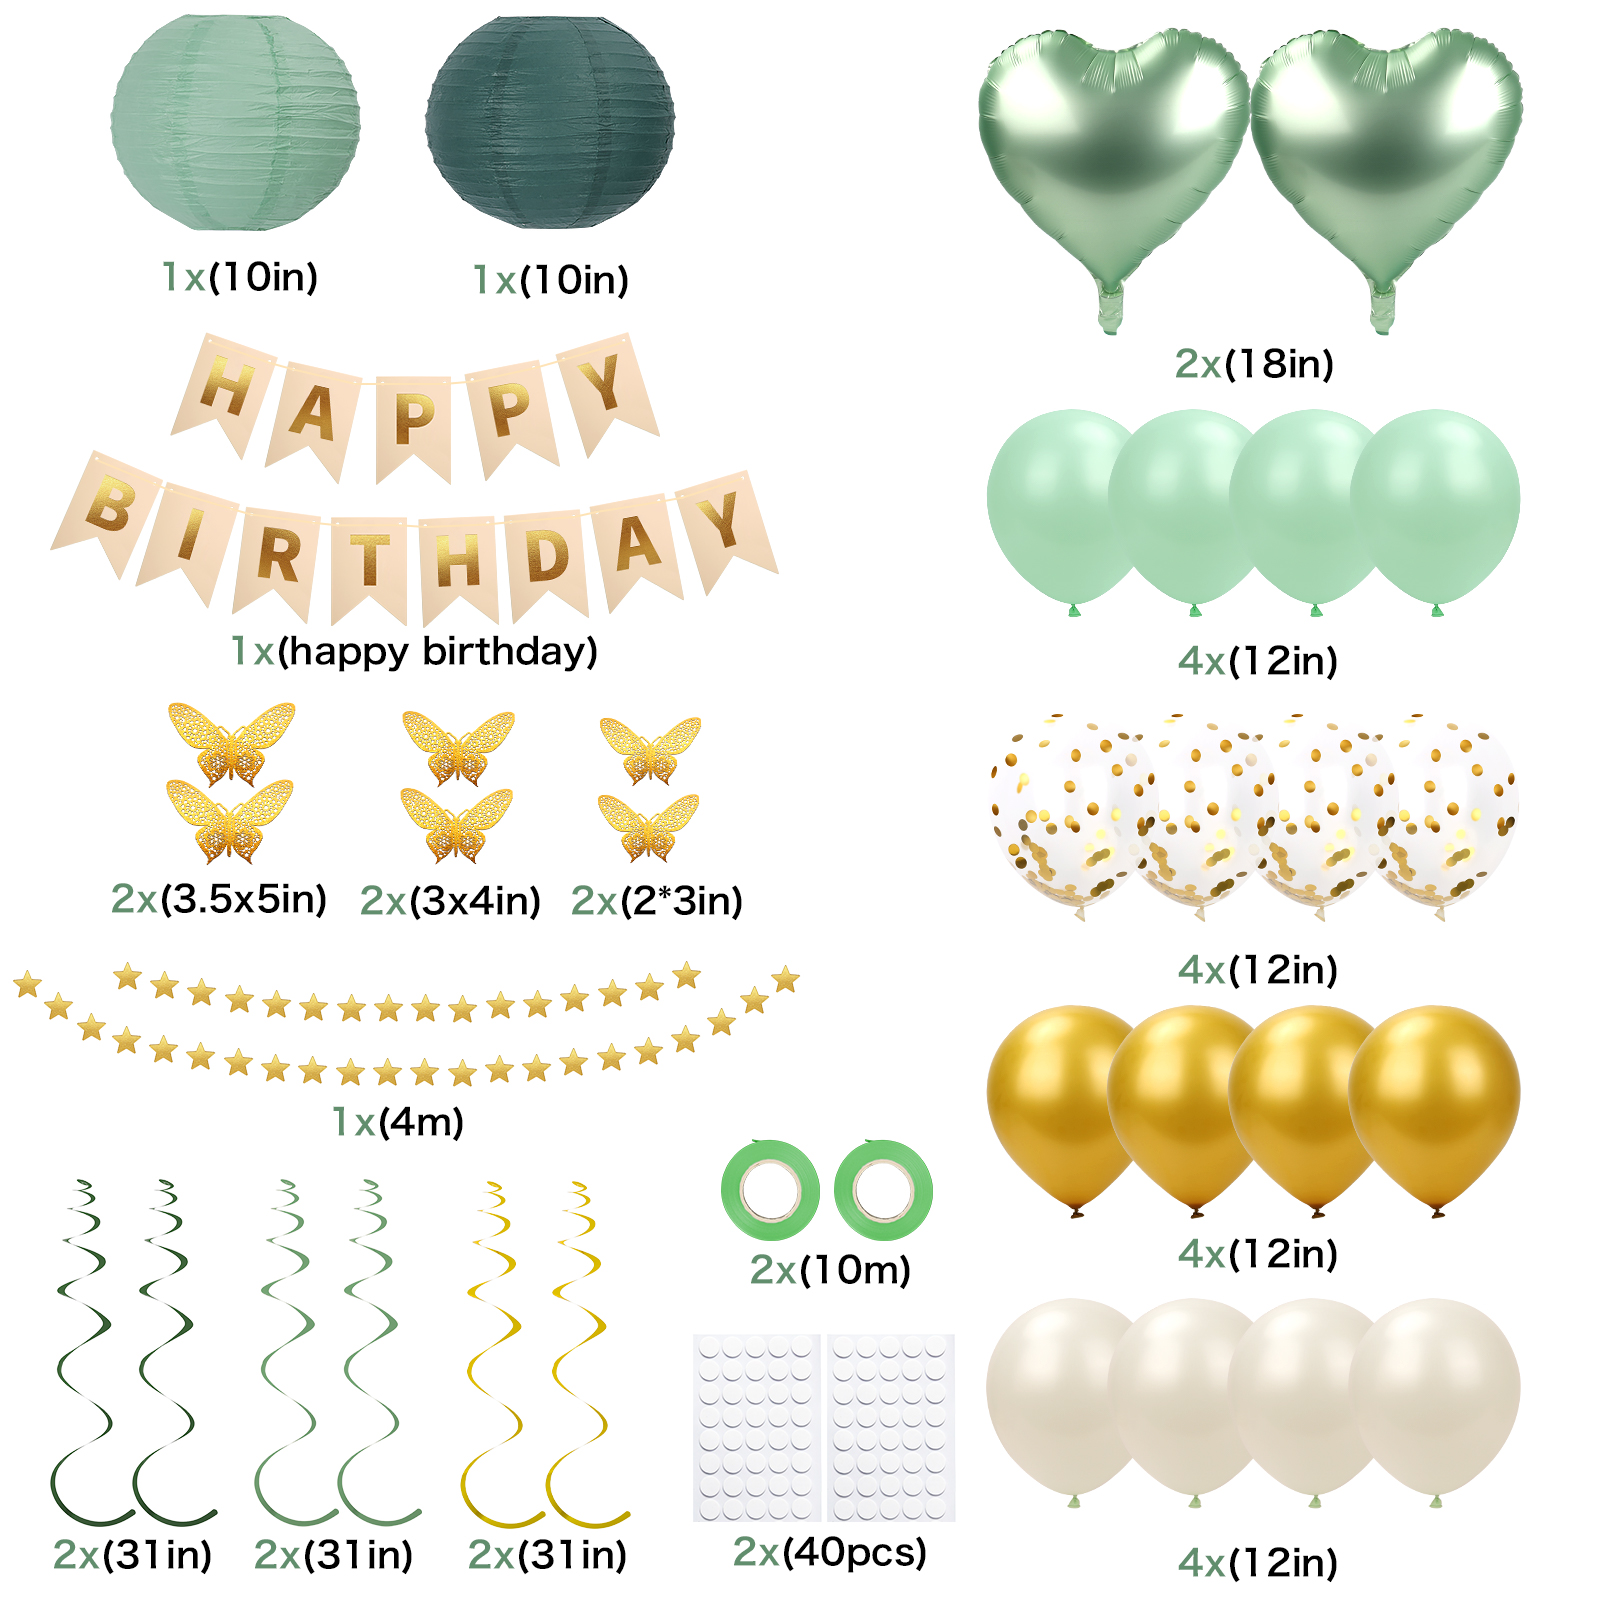 1x(10in)
1x(10in)
2x(18in)
HAPPY
BIRTHDAY
1x(happy birthday)
4x(12in)
2x(3.5x5in)
2x(3x4in)
2x(2*3in)
4x(12in)
1x(4m)
4x(12in)
2x(10m)
2x(31in)
2x(31in)
2x(31in)
2x(40pcs)
4x(12in)